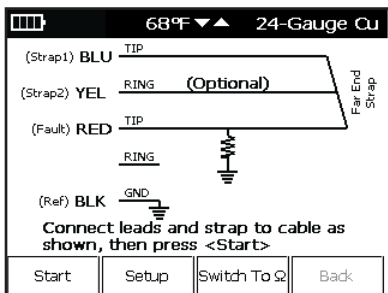 68°F ▼▲ 24-Gauge Cu
(Strap1) BLU TIP
(Strap2) YEL RING (Optional)
(Fault) RED TIP
RING
(Ref) BLK GND
Far End
Strap
Connect leads and strap to cable as
shown, then press <Start>
Start Setup Switch To Ω Back